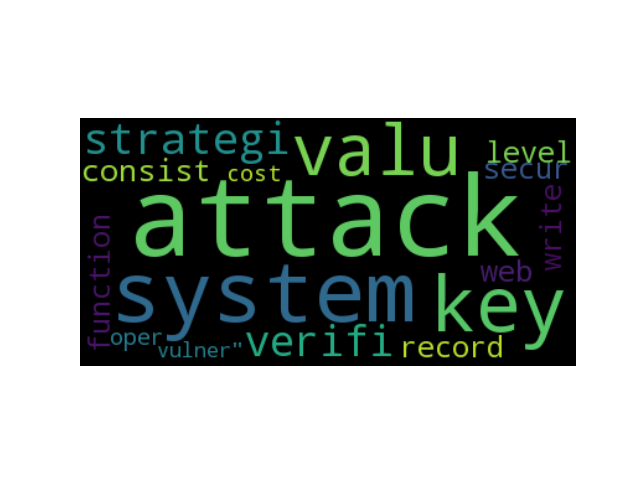 strategi
valu
level
consist
cost
secur
attack
function
write
system
web
key
oper
vulner"
verifi
record